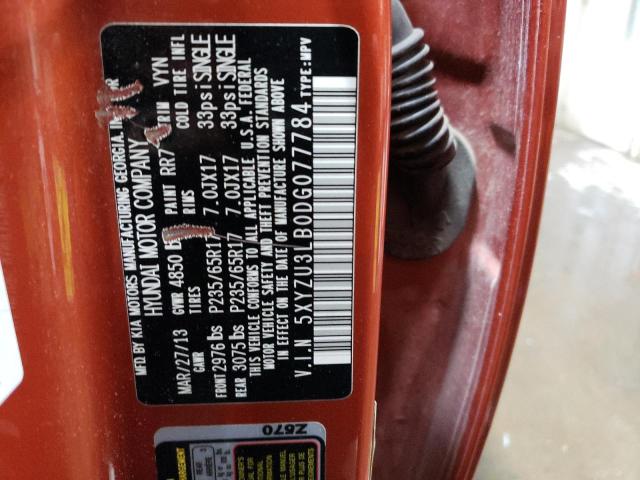 MFD BY KIA MOTORS MANUFACTURING GEORGIA, IN
HYUNDAI MOTOR COMPANY
MAR/27/13 GVWR 4850 PAINT RR7 TRIM VYN
GAWR TIRES RIMS COLD TIRE INFL
FRONT 2976 lbs P235/65R17 7.0JX17 33psi SINGLE
REAR 3075 lbs P235/65R17 7.0JX17 33psi SINGLE
THIS VEHICLE CONFORMS TO ALL APPLICABLE U.S.A. FEDERAL
MOTOR VEHICLE SAFETY AND THEFT PREVENTION STANDARDS
IN EFFECT ON THE DATE OF MANUFACTURE SHOWN ABOVE
V.I.N 5XYZU3LB0DG077784 TYPE:MPV
Z670